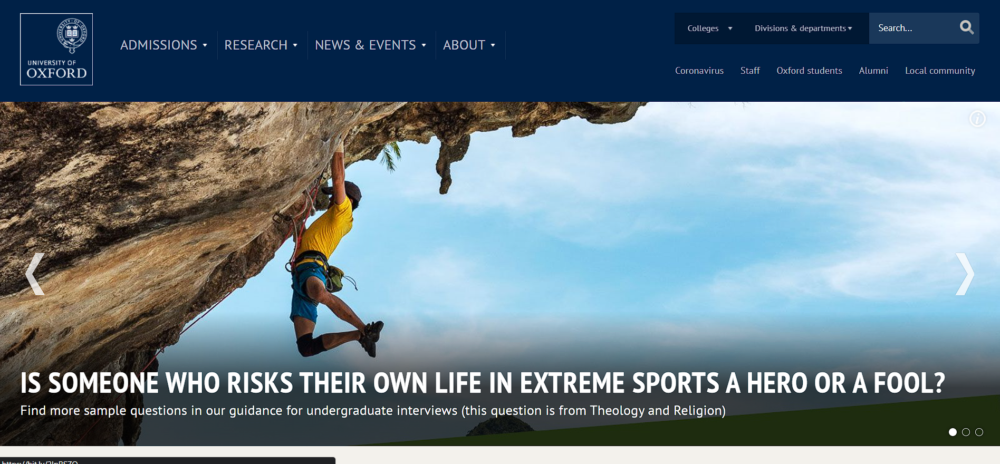 UNIVERSITY OF
OXFORD
ADMISSIONS
RESEARCH
NEWS & EVENTS
ABOUT
Colleges
Divisions & departments
Search...
Coronavirus
Staff
Oxford students
Alumni
Local community
IS SOMEONE WHO RISKS THEIR OWN LIFE IN EXTREME SPORTS A HERO OR A FOOL?
Find more sample questions in our guidance for undergraduate interviews (this question is from Theology and Religion)